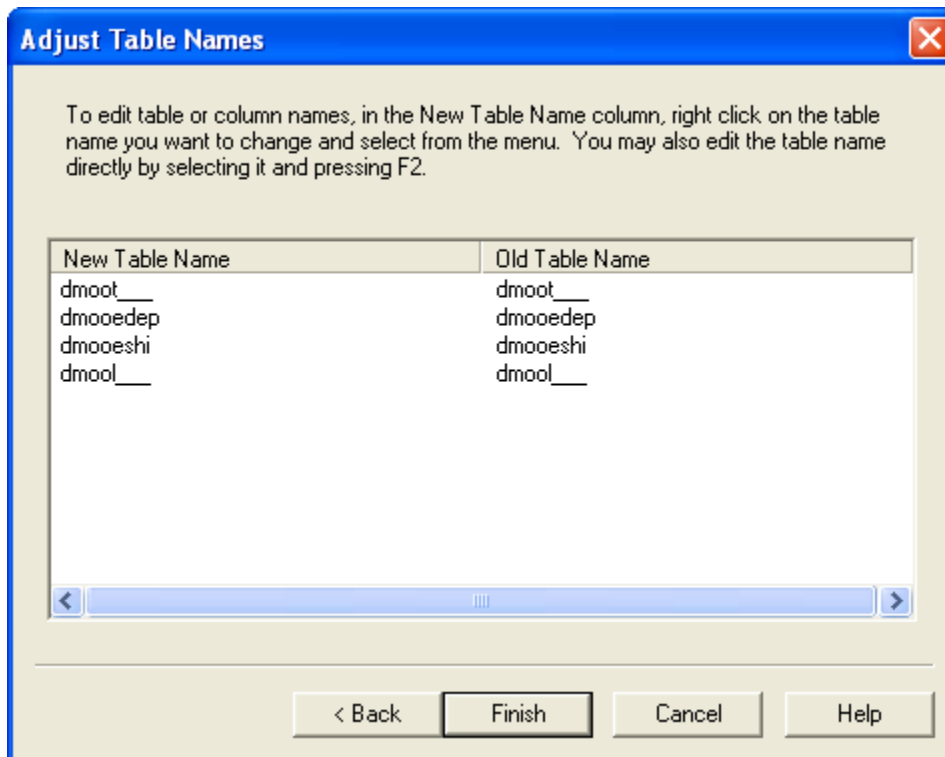 Adjust Table Names
To edit table or column names, in the New Table Name column, right click on the table
name you want to change and select from the menu.  You may also edit the table name
directly by selecting it and pressing F2.
New Table Name Old Table Name
dmoot___ dmoot___
dmooedep dmooedep
dmooeshi dmooeshi
dmool___ dmool___
< Back Finish Cancel Help